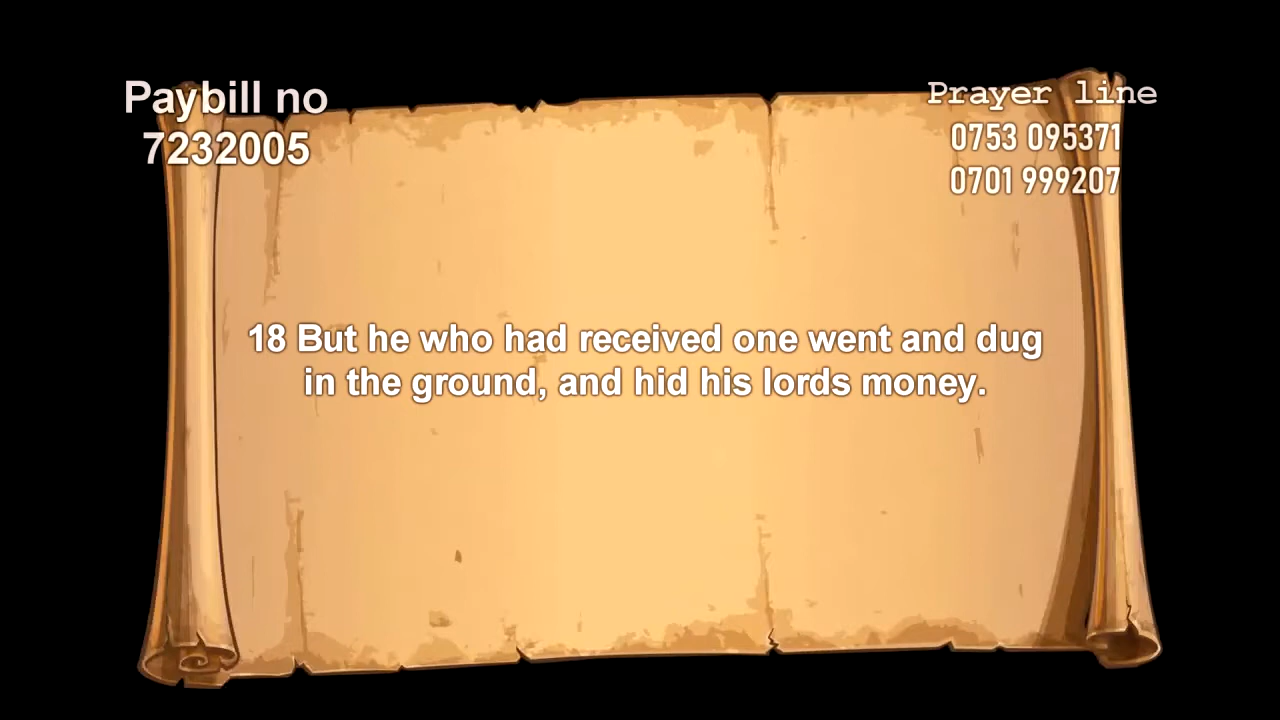 Paybill no
7232005
Prayer line
0753 095371
0701 999207
18 But he who had received one went and dug
in the ground, and hid his lords money.